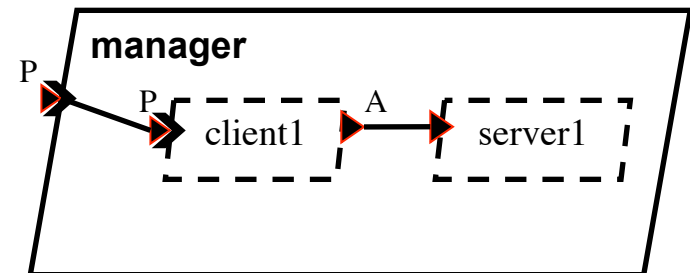 manager
P
P
A
client1
server1